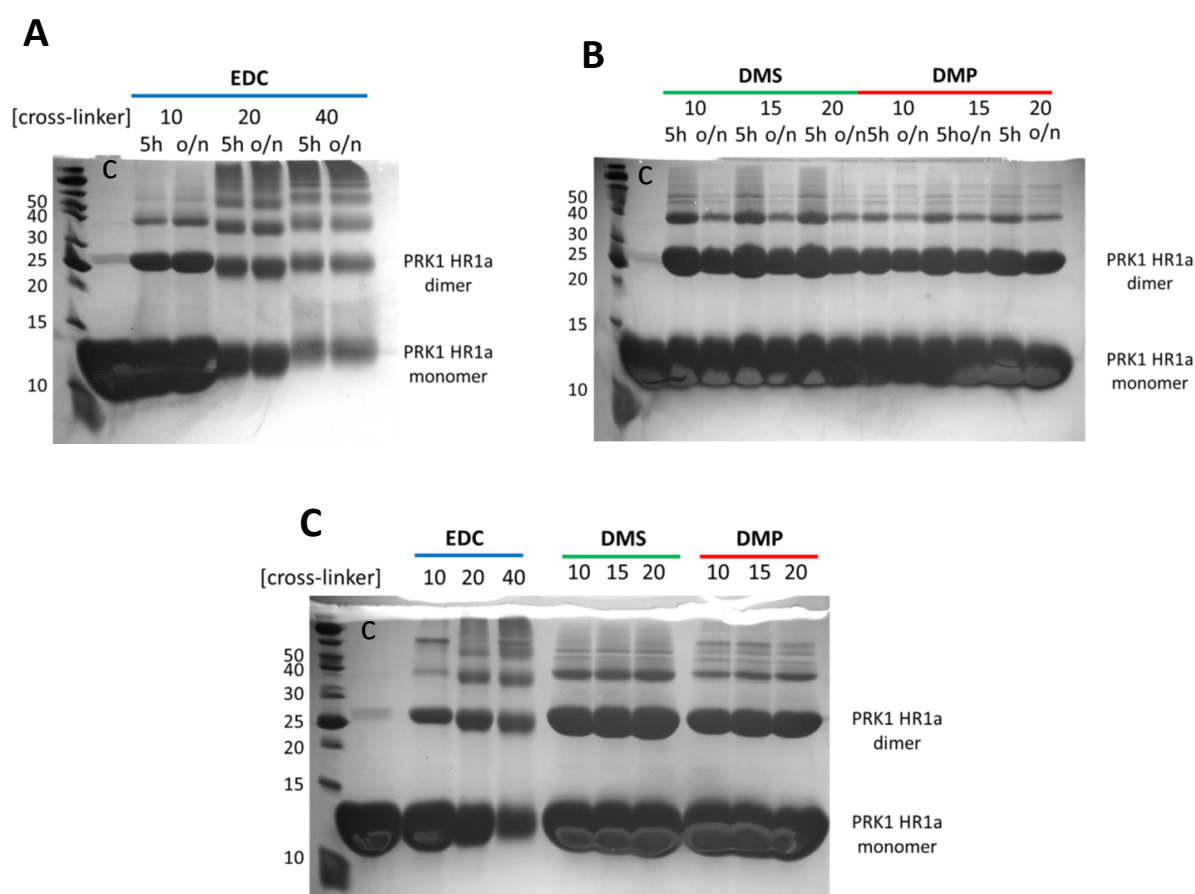 A
EDC
[cross-linker] 10 20 40
5h o/n 5h o/n 5h o/n
C
50
40
30
25
20
15
10
PRK1 HR1a
dimer
PRK1 HR1a
monomer
B
DMS DMP
10 15 20 10 15 20
5h o/n 5h o/n 5h o/n 5h o/n 5h o/n
C
50
40
30
25
20
15
10
PRK1 HR1a
dimer
PRK1 HR1a
monomer
C
EDC DMS DMP
[cross-linker] 10 20 40 10 15 20 10 15 20
C
50
40
30
25
20
15
10
PRK1 HR1a
dimer
PRK1 HR1a
monomer